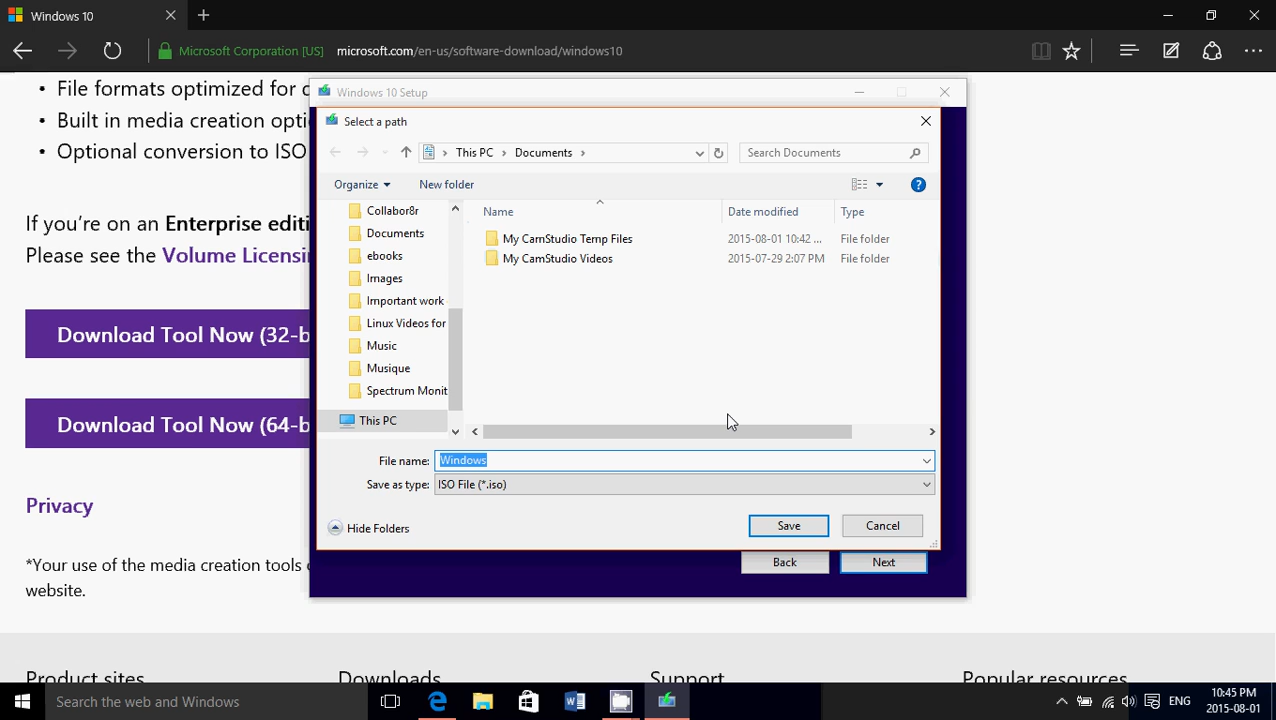 Windows 10
Microsoft Corporation [US]
microsoft.com/en-us/software-download/windows10
• File formats optimized for
• Built in media creation opti
• Optional conversion to ISO
If you’re on an Enterprise editi
Please see the Volume Licensi
Download Tool Now (32-b
Download Tool Now (64-b
Privacy
*Your use of the media creation tools
website.
Product sites
Downloads
Support
Popular resources
Windows 10 Setup
Select a path
This PC > Documents >
Search Documents
Organize
New folder
?
Name
Date modified
Type
My CamStudio Temp Files
2015-08-01 10:42 ...
File folder
My CamStudio Videos
2015-07-29 2:07 PM
File folder
Collabor8r
Documents
ebooks
Images
Important work
Linux Videos for
Music
Musique
Spectrum Monit
This PC
File name:
Windows
Save as type:
ISO File (*.iso)
Hide Folders
Save
Cancel
Back
Next
Search the web and Windows
ENG
10:45 PM
2015-08-01